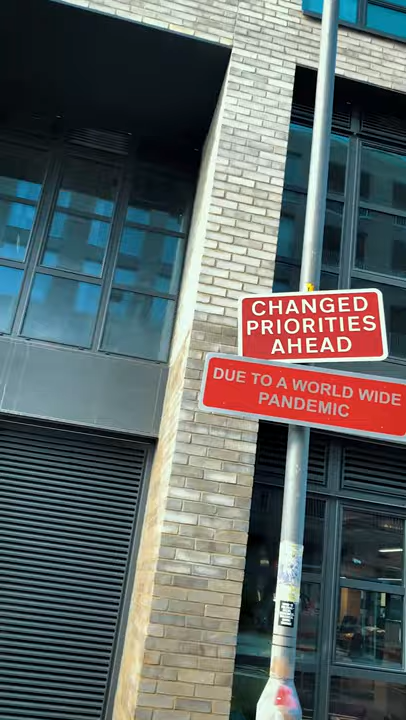 CHANGED
PRIORITIES
AHEAD
DUE TO A WORLD WIDE
PANDEMIC